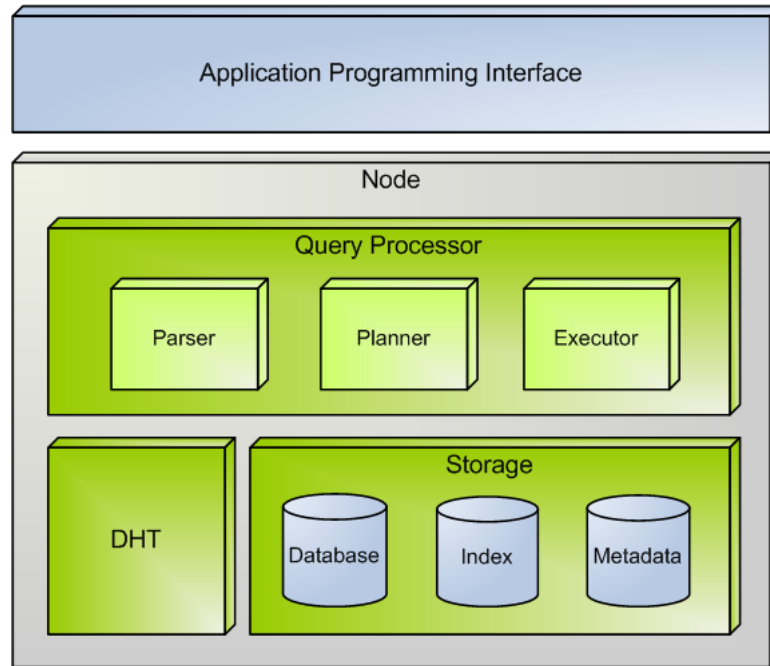 Application Programming Interface
Node
Query Processor
Parser
Planner
Executor
DHT
Storage
Database
Index
Metadata